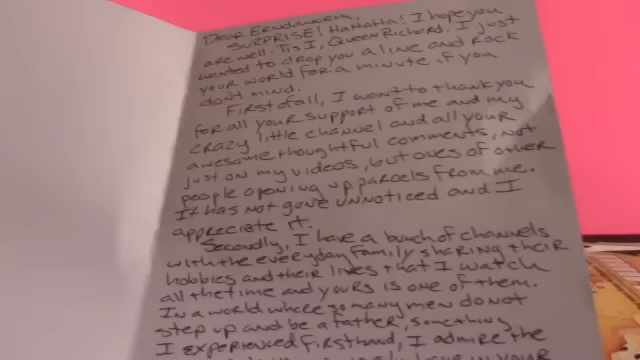 Dear Erndaworm,
SURPRISE! HaHaHa! I hope you
are well. Tis I, Queen Richard. I just
wanted to drop you a line and rock
your world for a minute if you
don't mind.
First of all, I want to thank you
for all your support of me and my
crazy little channel and all your
awesome thoughtful comments, not
just on my videos, but ours of other
people opening up parcels from me.
It has not gone unnoticed and I
appreciate it.
Secondly, I have a bunch of channels
with the everyday family sharing their
hobbies and their lives that I watch
all the time and yours is one of them.
In a world where so many men do not
step up and be a father, something
I experienced firsthand, I admire the
in your